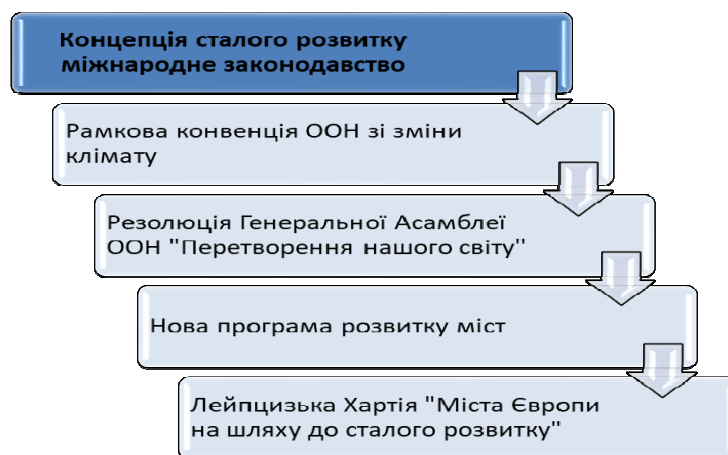 Концепція сталого розвитку
міжнародне законодавство
Рамкова конвенція ООН зі зміни
клімату
Резолюція Генеральної Асамблеї
ООН "Перетворення нашого світу"
Нова програма розвитку міст
Лейпцизька Хартія "Міста Європи
на шляху до сталого розвитку"